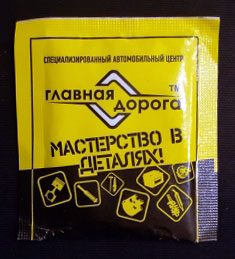 СПЕЦИАЛИЗИРОВАННЫЙ АВТОМОБИЛЬНЫЙ ЦЕНТР
ГЛАВНАЯ TM
ДОРОГА
МАСТЕРСТВО В
ДЕТАЛЯХ!